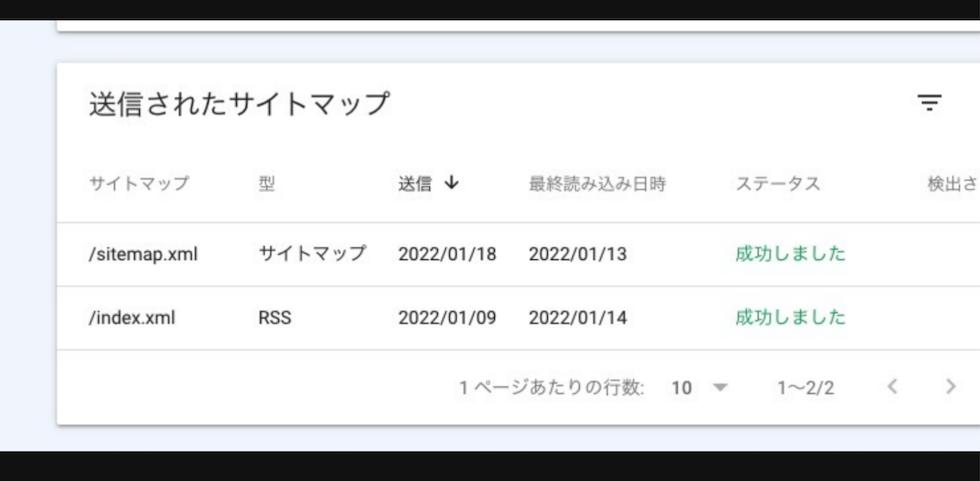 送信されたサイトマップ
サイトマップ 型 送信 最終読み込み日時 ステータス 検出さ
/sitemap.xml サイトマップ 2022/01/18 2022/01/13 成功しました
/index.xml RSS 2022/01/09 2022/01/14 成功しました
1 ページあたりの行数: 10 1~2/2